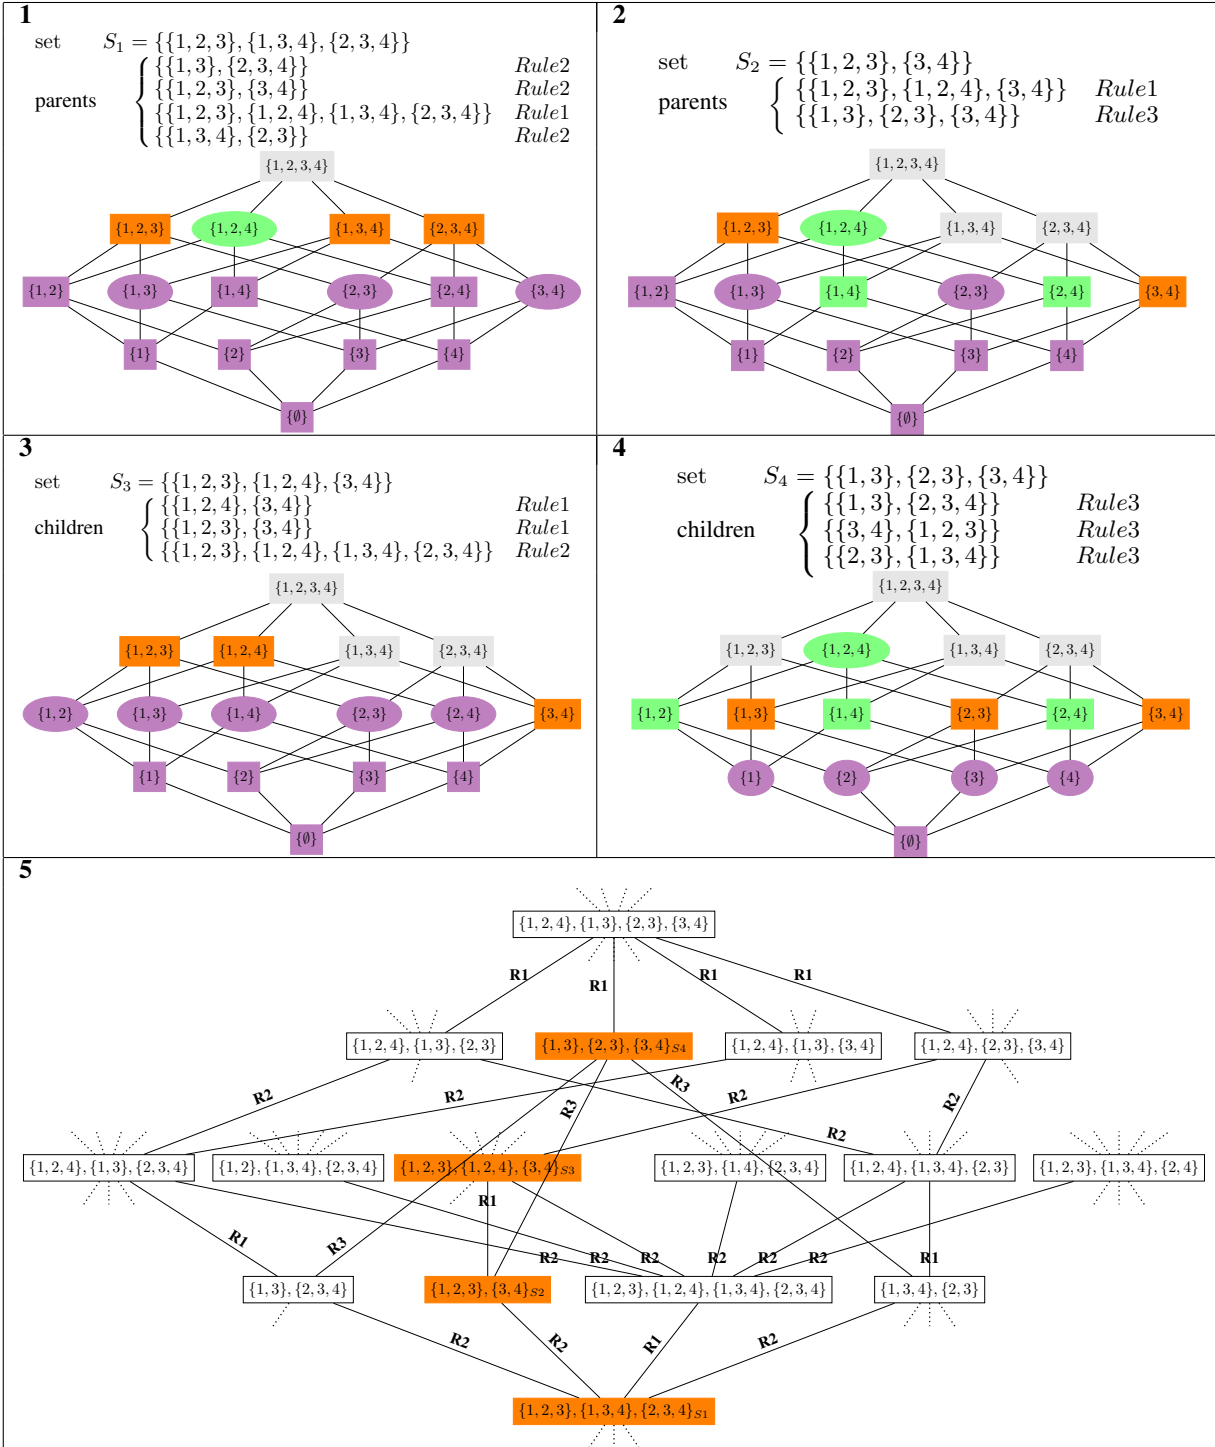 1
set S₁ = {{1, 2, 3}, {1, 3, 4}, {2, 3, 4}}
parents
{{1, 3}, {2, 3, 4}} Rule2
{{1, 2, 3}, {3, 4}} Rule2
{{1, 2, 3}, {1, 2, 4}, {1, 3, 4}, {2, 3, 4}} Rule1
{{1, 3, 4}, {2, 3}} Rule2
{1, 2, 3, 4}
{1, 2, 3} {1, 2, 4} {1, 3, 4} {2, 3, 4}
{1, 2} {1, 3} {1, 4} {2, 3} {2, 4} {3, 4}
{1} {2} {3} {4}
{∅}
2
set S₂ = {{1, 2, 3}, {3, 4}}
parents
{{1, 2, 3}, {1, 2, 4}, {3, 4}} Rule1
{{1, 3}, {2, 3}, {3, 4}} Rule3
{1, 2, 3, 4}
{1, 2, 3} {1, 2, 4} {1, 3, 4} {2, 3, 4}
{1, 2} {1, 3} {1, 4} {2, 3} {2, 4} {3, 4}
{1} {2} {3} {4}
{∅}
3
set S₃ = {{1, 2, 3}, {1, 2, 4}, {3, 4}}
children
{{1, 2, 4}, {3, 4}} Rule1
{{1, 2, 3}, {3, 4}} Rule1
{{1, 2, 3}, {1, 2, 4}, {1, 3, 4}, {2, 3, 4}} Rule2
{1, 2, 3, 4}
{1, 2, 3} {1, 2, 4} {1, 3, 4} {2, 3, 4}
{1, 2} {1, 3} {1, 4} {2, 3} {2, 4} {3, 4}
{1} {2} {3} {4}
{∅}
4
set S₄ = {{1, 3}, {2, 3}, {3, 4}}
children
{{1, 3}, {2, 3, 4}} Rule3
{{3, 4}, {1, 2, 3}} Rule3
{{2, 3}, {1, 3, 4}} Rule3
{1, 2, 3, 4}
{1, 2, 3} {1, 2, 4} {1, 3, 4} {2, 3, 4}
{1, 2} {1, 3} {1, 4} {2, 3} {2, 4} {3, 4}
{1} {2} {3} {4}
{∅}
5
{1, 2, 4}, {1, 3}, {2, 3}, {3, 4}
R1 R1 R1 R1
{1, 2, 4}, {1, 3}, {2, 3} {1, 3}, {2, 3}, {3, 4}S4 {1, 2, 4}, {1, 3}, {3, 4} {1, 2, 4}, {2, 3}, {3, 4}
R2 R2 R3 R2 R3 R2 R2
{1, 2, 4}, {1, 3}, {2, 3, 4} {1, 2}, {1, 3, 4}, {2, 3, 4} {1, 2, 3}, {1, 2, 4}, {3, 4}S3 {1, 2, 3}, {1, 4}, {2, 3, 4} {1, 2, 4}, {1, 3, 4}, {2, 3} {1, 2, 3}, {1, 3, 4}, {2, 4}
R1 R3 R1 R2 R2 R2 R2 R2 R2 R1
{1, 3}, {2, 3, 4} {1, 2, 3}, {3, 4}S2 {1, 2, 3}, {1, 2, 4}, {1, 3, 4}, {2, 3, 4} {1, 3, 4}, {2, 3}
R2 R2 R1 R2
{1, 2, 3}, {1, 3, 4}, {2, 3, 4}S1